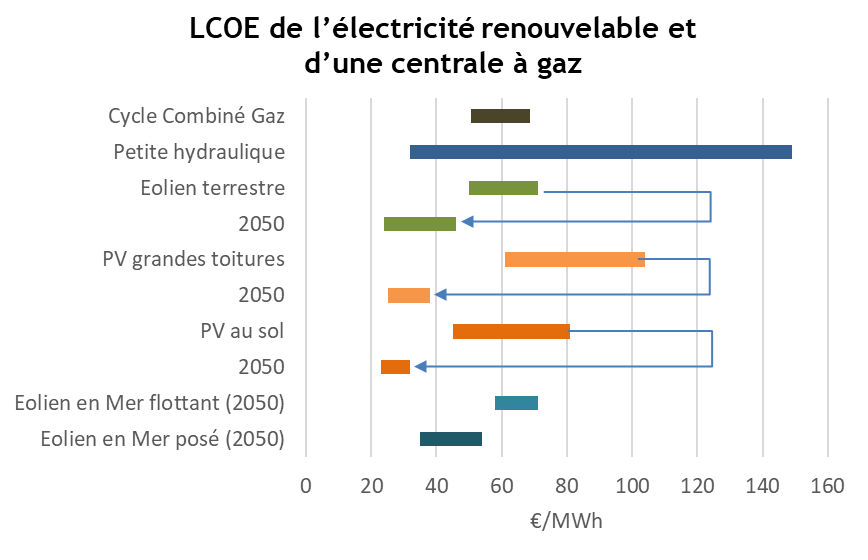 LCOE de l’électricité renouvelable et
d’une centrale à gaz
Cycle Combiné Gaz
Petite hydraulique
Eolien terrestre
2050
PV grandes toitures
2050
PV au sol
2050
Eolien en Mer flottant (2050)
Eolien en Mer posé (2050)
0 20 40 60 80 100 120 140 160
€/MWh